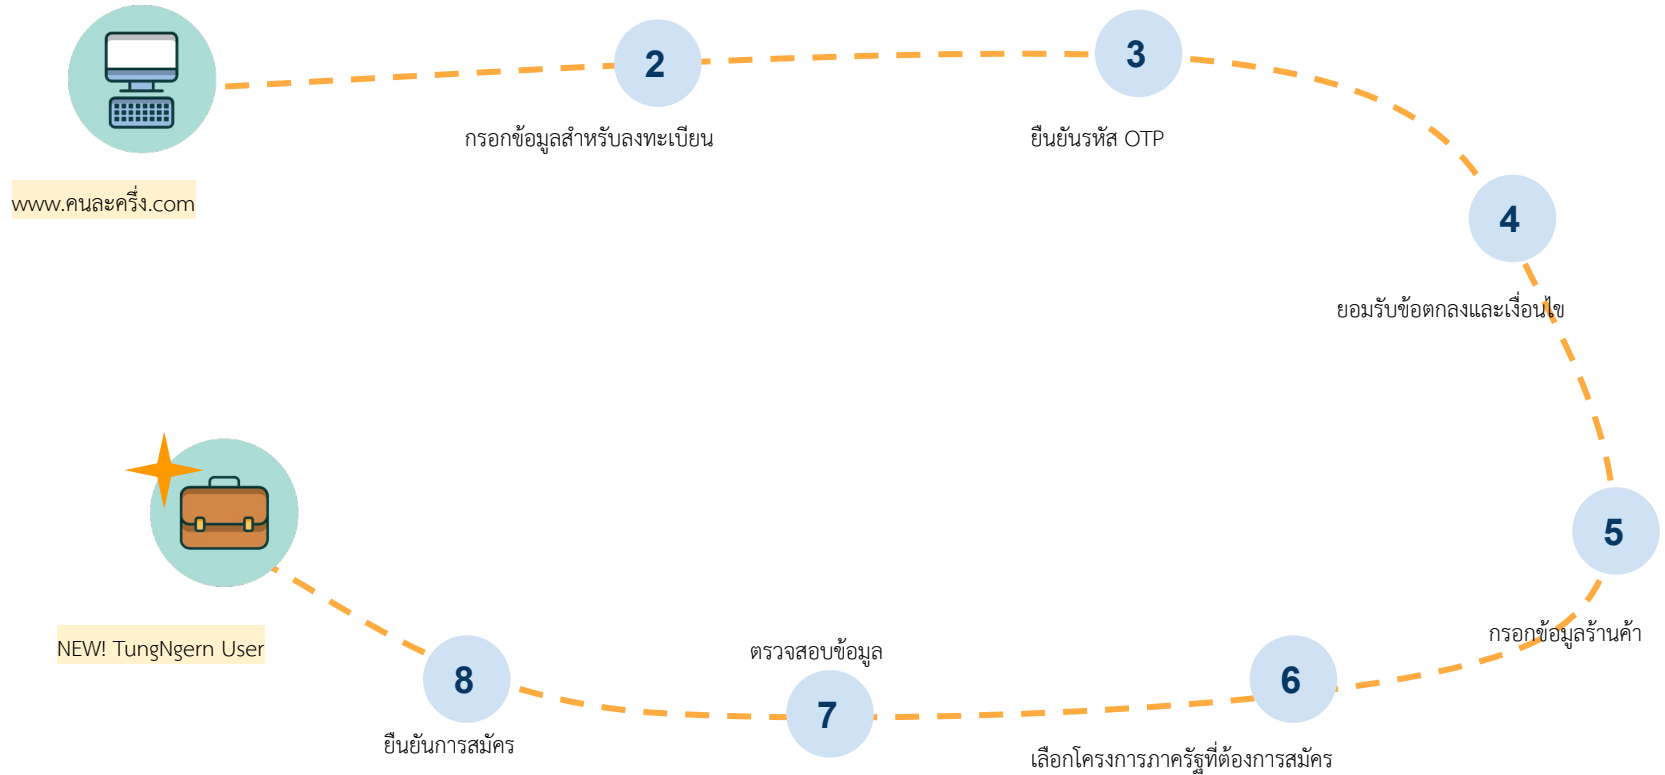 2
กรอกข้อมูลสำหรับลงทะเบียน
3
ยืนยันรหัส OTP
www.คนละครึ่ง.com
4
ยอมรับข้อตกลงและเงื่อนไข
5
กรอกข้อมูลร้านค้า
6
เลือกโครงการภาครัฐที่ต้องการสมัคร
ตรวจสอบข้อมูล
7
8
ยืนยันการสมัคร
NEW! TungNgern User